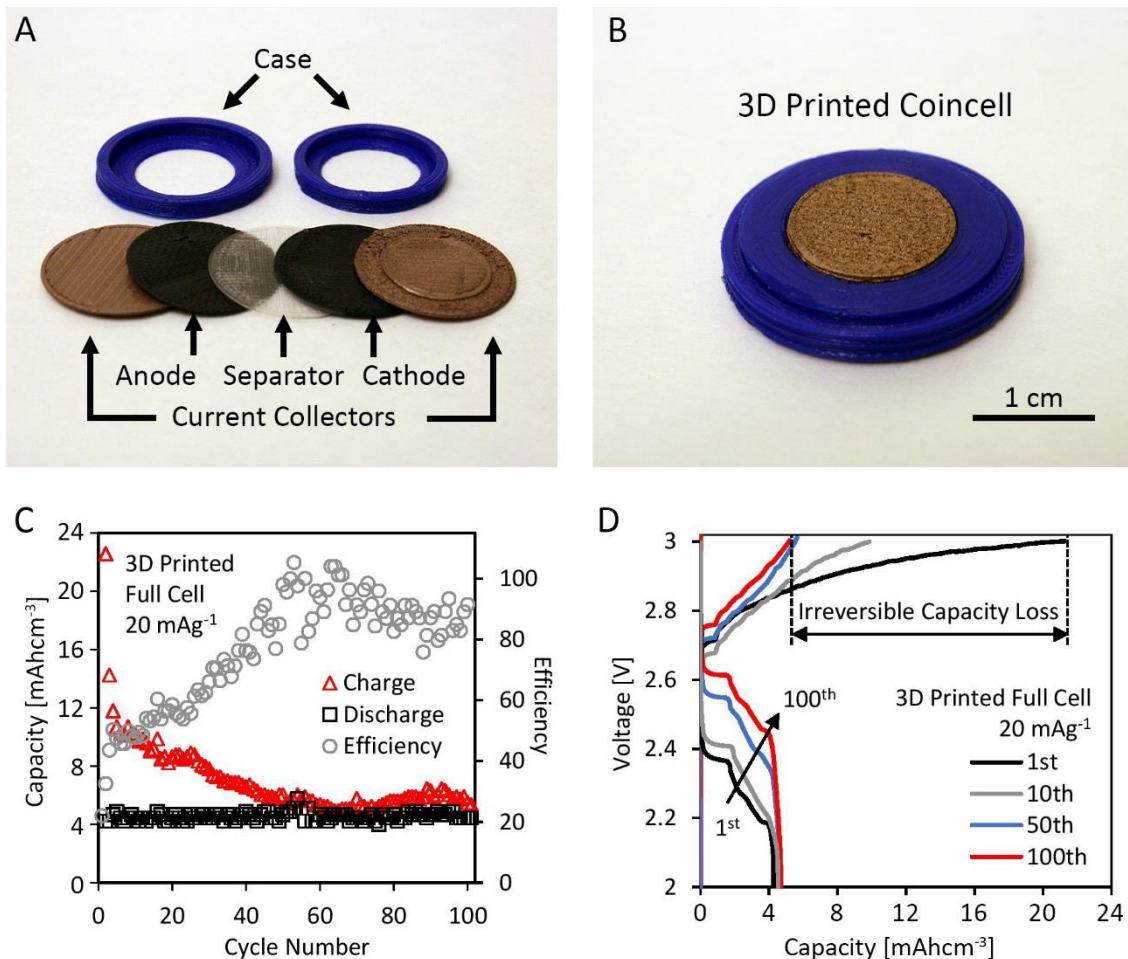 A
Case
Anode Separator Cathode
Current Collectors
B
3D Printed Coincell
1 cm
C
24
20
16
12
8
4
0
Capacity [mAhcm⁻³]
3D Printed
Full Cell
20 mAg⁻¹
Charge
Discharge
Efficiency
100
80
60
40
20
0
Efficiency
0 20 40 60 80 100
Cycle Number
D
3
2.8
2.6
2.4
2.2
2
Voltage [V]
Irreversible Capacity Loss
100ᵗʰ
1ˢᵗ
3D Printed Full Cell
20 mAg⁻¹
1st
10th
50th
100th
0 4 8 12 16 20 24
Capacity [mAhcm⁻³]